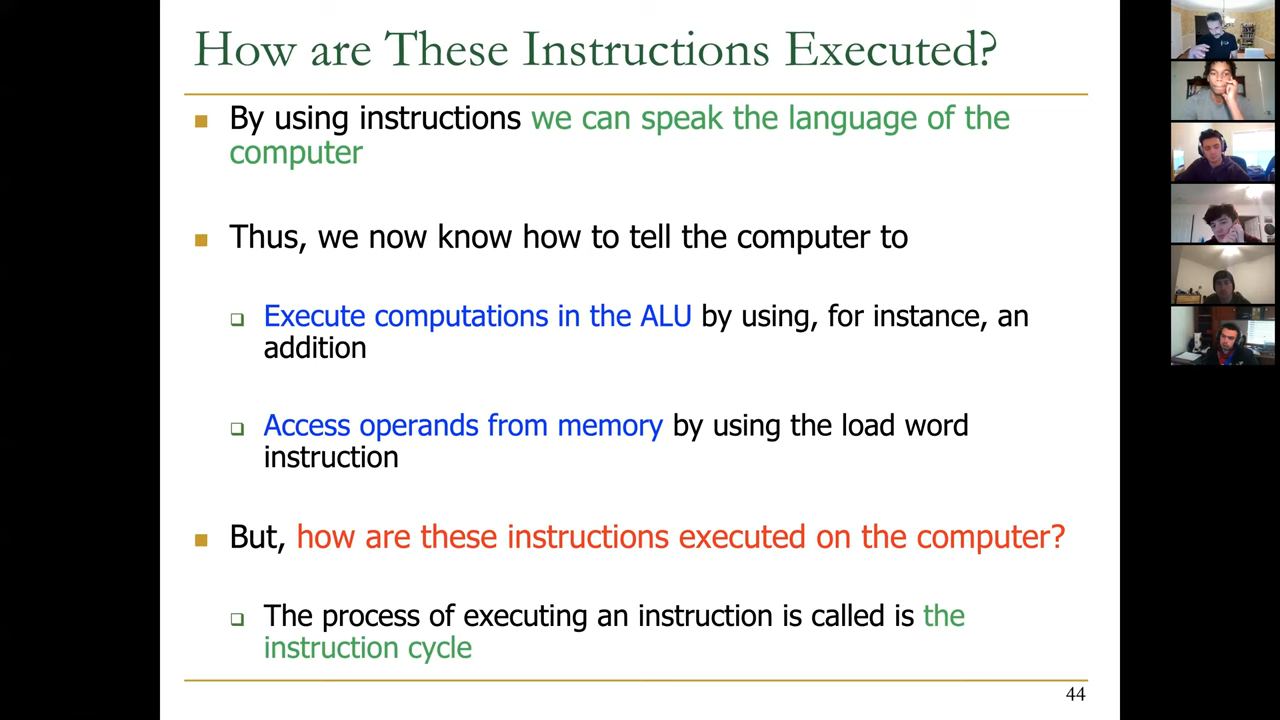 How are These Instructions Executed?
By using instructions we can speak the language of the
computer
Thus, we now know how to tell the computer to
Execute computations in the ALU by using, for instance, an
addition
Access operands from memory by using the load word
instruction
But, how are these instructions executed on the computer?
The process of executing an instruction is called is the
instruction cycle
44